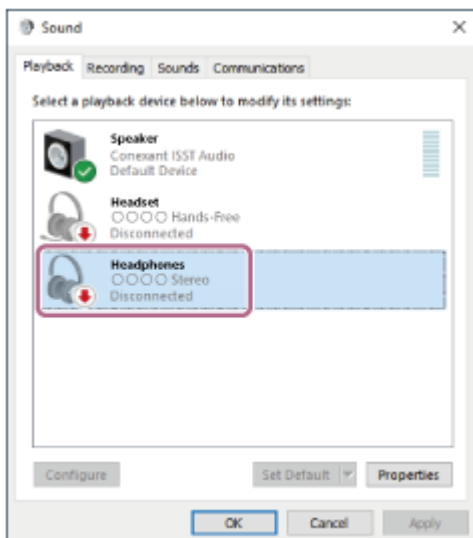 Sound
Playback Recording Sounds Communications
Select a playback device below to modify its settings:
Speaker
Conexant ISST Audio
Default Device
Headset
○○○○ Hands-Free
Disconnected
Headphones
○○○○ Stereo
Disconnected
Configure Set Default Properties
OK Cancel Apply